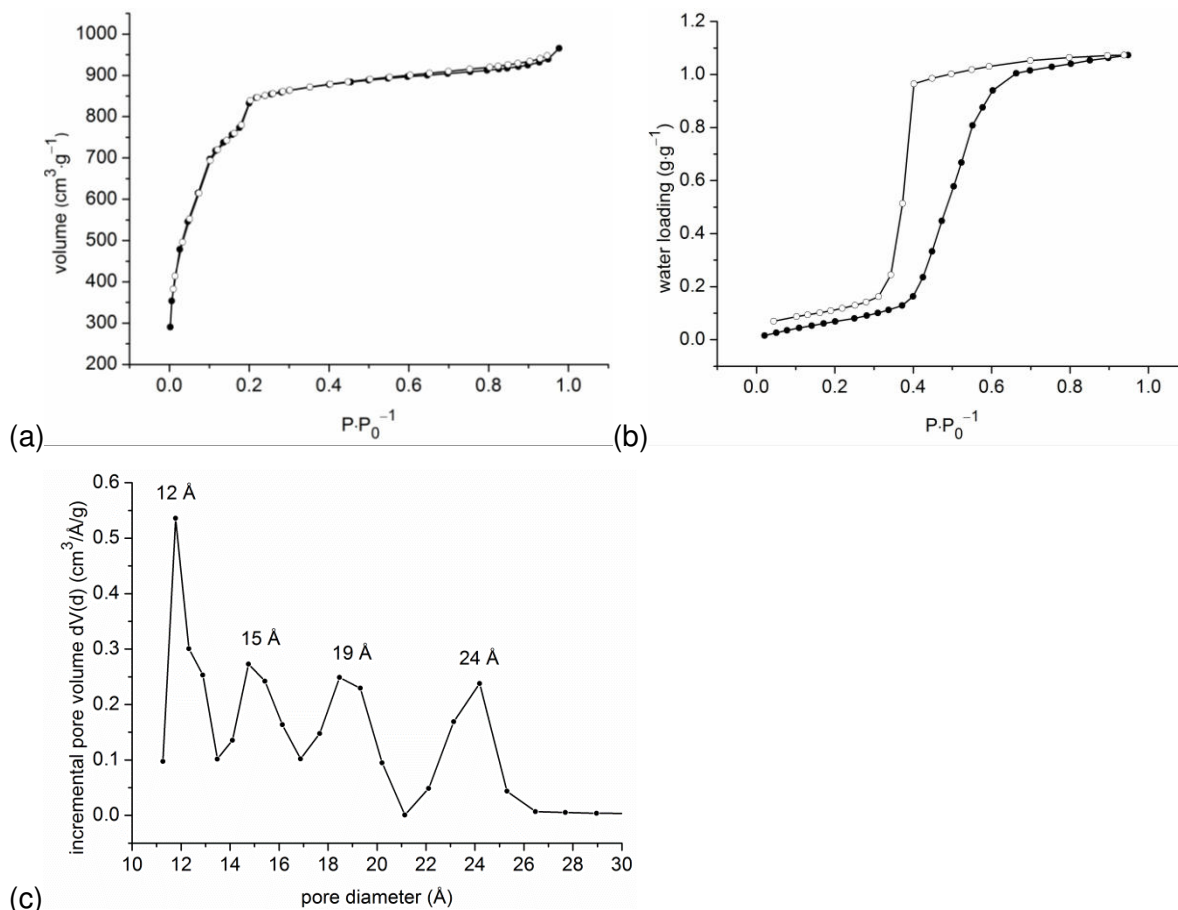 1000
900
800
700
600
500
400
300
200
volume (cm³·g⁻¹)
0.0 0.2 0.4 0.6 0.8 1.0
P·P₀⁻¹
(a)
1.2
1.0
0.8
0.6
0.4
0.2
0.0
water loading (g·g⁻¹)
0.0 0.2 0.4 0.6 0.8 1.0
P·P₀⁻¹
(b)
0.6
0.5
0.4
0.3
0.2
0.1
0.0
incremental pore volume dV(d) (cm³/Å/g)
12 Å
15 Å
19 Å
24 Å
10 12 14 16 18 20 22 24 26 28 30
pore diameter (Å)
(c)